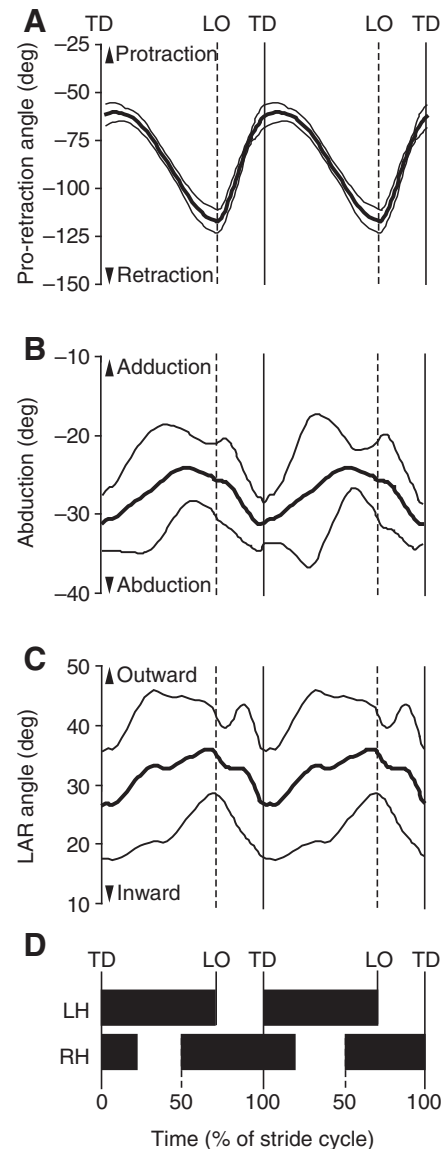 A
TD LO TD LO TD
Pro-retraction angle (deg)
−25
−50
−75
−100
−125
−150
▲Protraction
▼Retraction
B
Abduction (deg)
−10
−20
−30
−40
▲Adduction
▼Abduction
C
LAR angle (deg)
50
40
30
20
10
▲Outward
▼Inward
D
TD LO TD LO TD
LH
RH
0 50 100 50 100
Time (% of stride cycle)